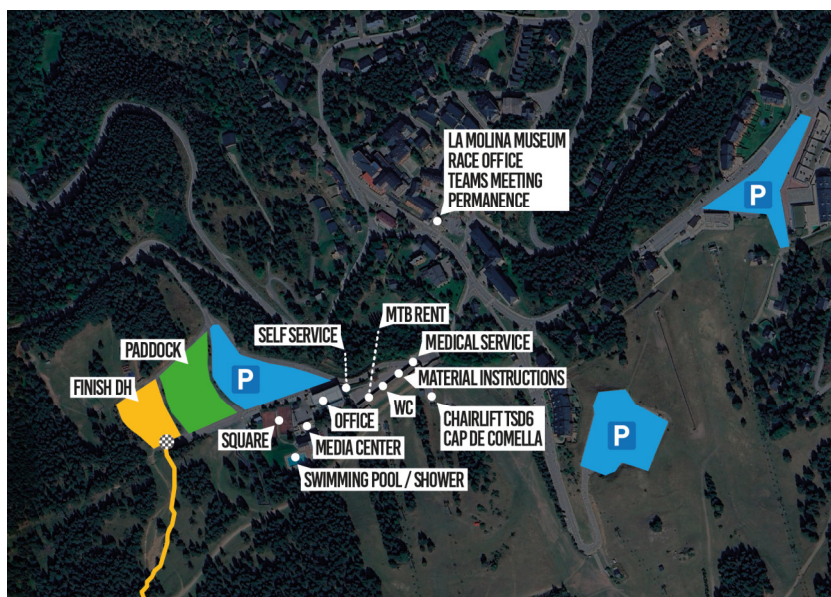 LA MOLINA MUSEUM
RACE OFFICE
TEAMS MEETING
PERMANENCE
P
MTB RENT
SELF SERVICE
MEDICAL SERVICE
PADDOCK
P
MATERIAL INSTRUCTIONS
FINISH DH
WC
OFFICE
CHAIRLIFT TSD6
CAP DE COMELLA
P
SQUARE
MEDIA CENTER
SWIMMING POOL / SHOWER